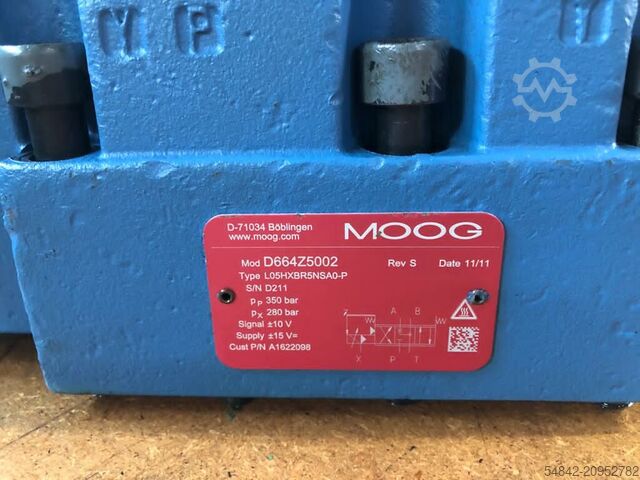 Y P Y
D-71034 Böblingen
www.moog.com
MOOG
Mod D664Z5002 Rev S Date 11/11
Type L05HXBR5NSA0-P
S/N D211
pP 350 bar
pX 280 bar
Signal ±10 V
Supply ±15 V=
Cust P/N A1622098
A B
X P T
54842-20952782